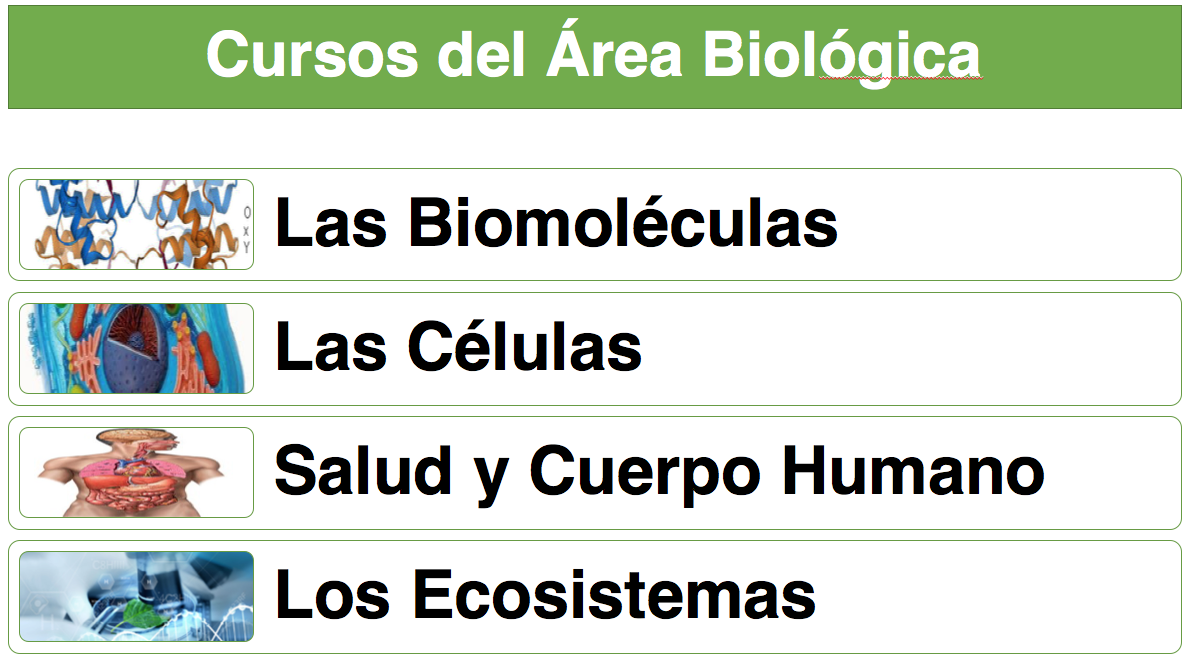 Cursos del Área Biológica
OXY
Las Biomoléculas
Las Células
Salud y Cuerpo Humano
Los Ecosistemas